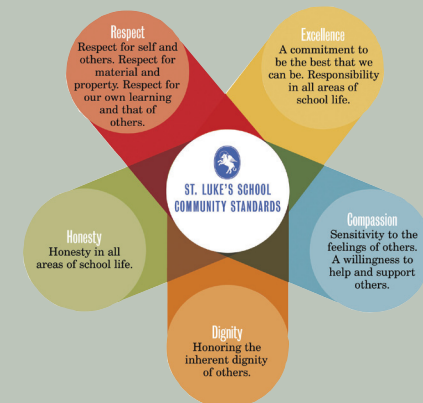 Respect
Respect for self and
others. Respect for
material and
property. Respect for
our own learning
and that of
others.
Excellence
A commitment to
be the best that we
can be. Responsibility
in all areas of
school life.
ST. LUKE'S SCHOOL
COMMUNITY STANDARDS
Honesty
Honesty in all
areas of school life.
Compassion
Sensitivity to the
feelings of others.
A willingness to
help and support
others.
Dignity
Honoring the
inherent dignity
of others.